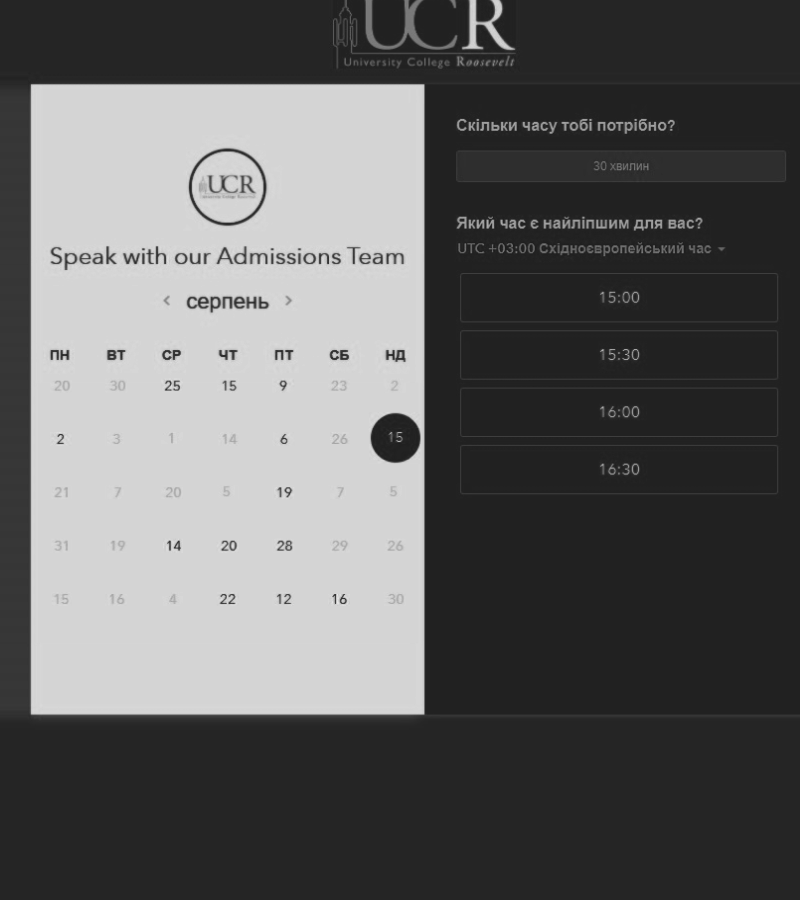 UCR
University College Roosevelt
UCR
University College Roosevelt
Speak with our Admissions Team
серпень
ПН ВТ СР ЧТ ПТ СБ НД
20 30 25 15 9 23 2
2 3 1 14 6 26 15
21 7 20 5 19 7 5
31 19 14 20 28 29 26
15 16 4 22 12 16 30
Скільки часу тобі потрібно?
30 хвилин
Який час є найліпшим для вас?
UTC +03:00 Східноєвропейський час
15:00
15:30
16:00
16:30